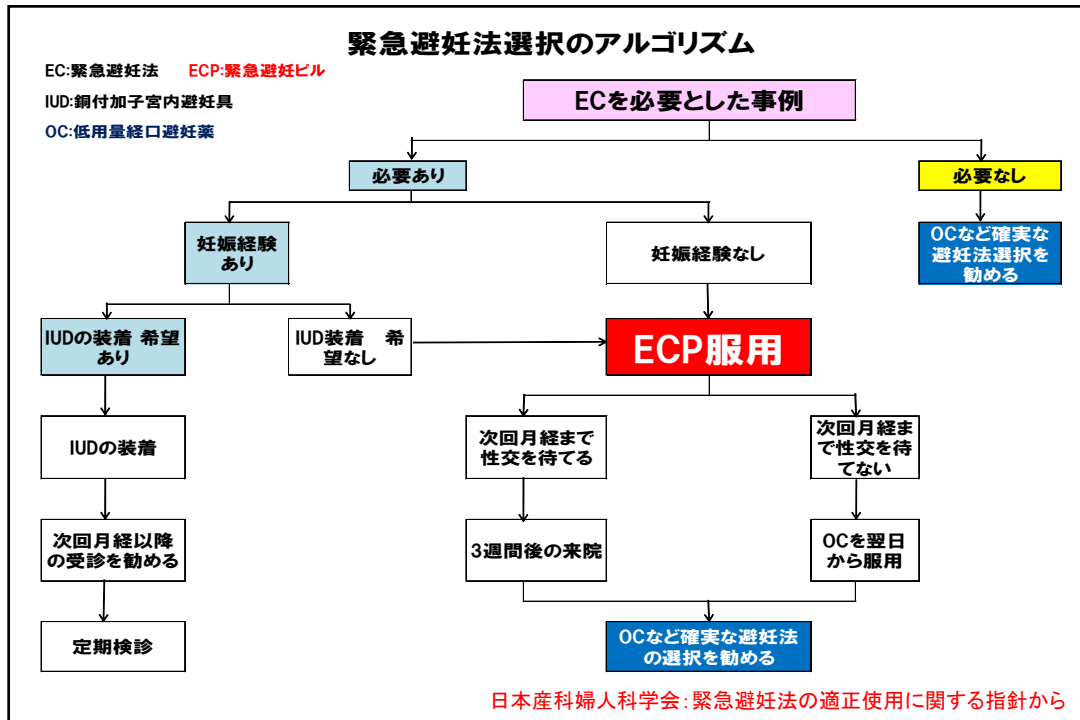 緊急避妊法選択のアルゴリズム
EC:緊急避妊法 ECP:緊急避妊ピル
IUD:銅付加子宮内避妊具
OC:低用量経口避妊薬
ECを必要とした事例
必要あり
必要なし
妊娠経験
あり
妊娠経験なし
OCなど確実な
避妊法選択を
勧める
IUDの装着 希望
あり
IUD装着 希
望なし
ECP服用
IUDの装着
次回月経まで
性交を待てる
次回月経ま
で性交を待
てない
次回月経以降
の受診を勧める
3週間後の来院
OCを翌日
から服用
定期検診
OCなど確実な避妊法
の選択を勧める
日本産科婦人科学会:緊急避妊法の適正使用に関する指針から